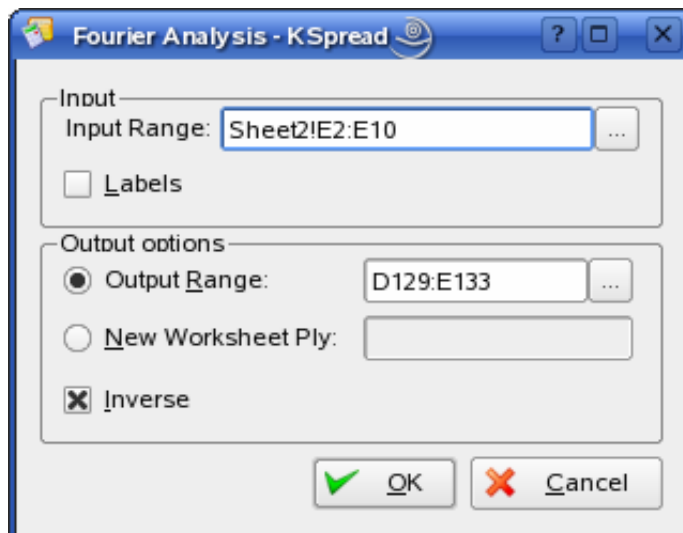 Fourier Analysis - KSpread
Input
Input Range: Sheet2!E2:E10 ...
Labels
Output options
Output Range: D129:E133 ...
New Worksheet Ply:
Inverse
OK Cancel